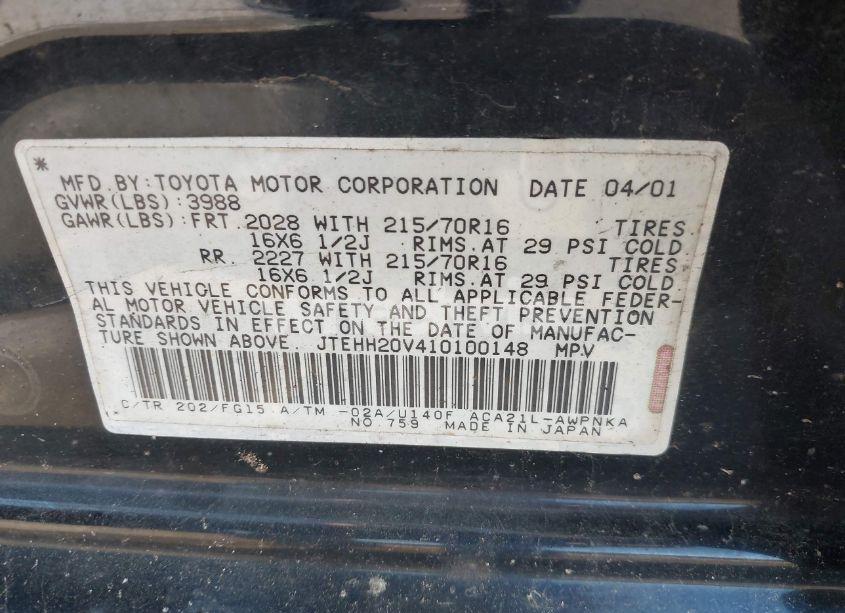 *
MFD.BY:TOYOTA MOTOR CORPORATION DATE 04/01
GVWR(LBS):3988
GAWR(LBS):FRT.2028 WITH 215/70R16 TIRES
16X6 1/2J RIMS.AT 29 PSI COLD
RR. 2227 WITH 215/70R16 TIRES
16X6 1/2J RIMS.AT 29 PSI COLD
THIS VEHICLE CONFORMS TO ALL APPLICABLE FEDER-
AL MOTOR VEHICLE SAFETY AND THEFT PREVENTION
STANDARDS IN EFFECT ON THE DATE OF MANUFAC-
TURE SHOWN ABOVE. JTEHH20V410100148 MPV
C/TR 202/FG15 A/TM -02A/U140F ACA21L-AWPNKA
NO.759 MADE IN JAPAN